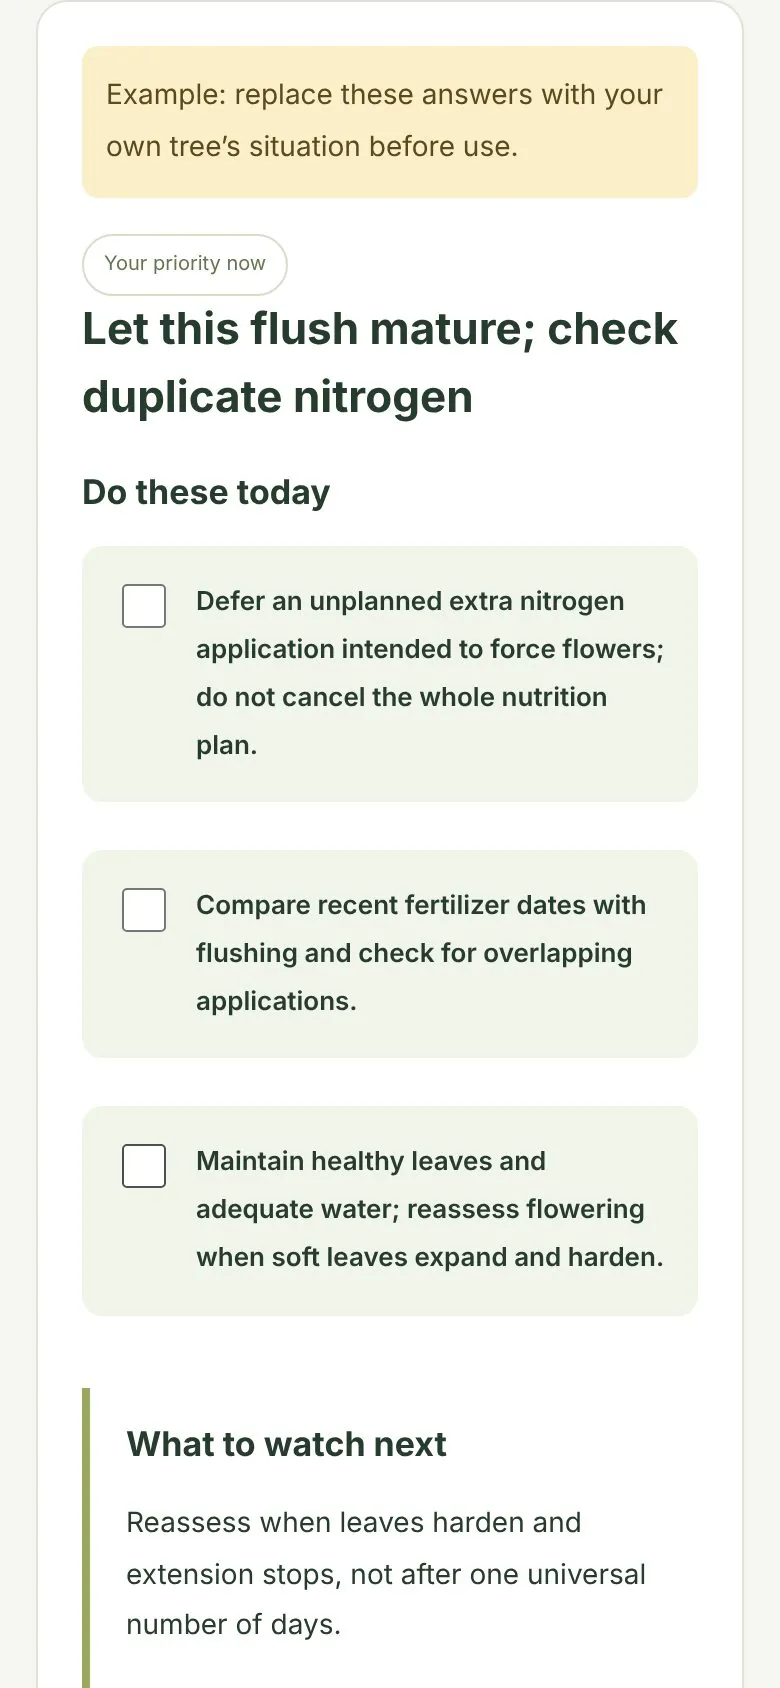 Example: replace these answers with your
own tree’s situation before use.
Your priority now
Let this flush mature; check
duplicate nitrogen
Do these today
Defer an unplanned extra nitrogen
application intended to force flowers;
do not cancel the whole nutrition
plan.
Compare recent fertilizer dates with
flushing and check for overlapping
applications.
Maintain healthy leaves and
adequate water; reassess flowering
when soft leaves expand and harden.
What to watch next
Reassess when leaves harden and
extension stops, not after one universal
number of days.